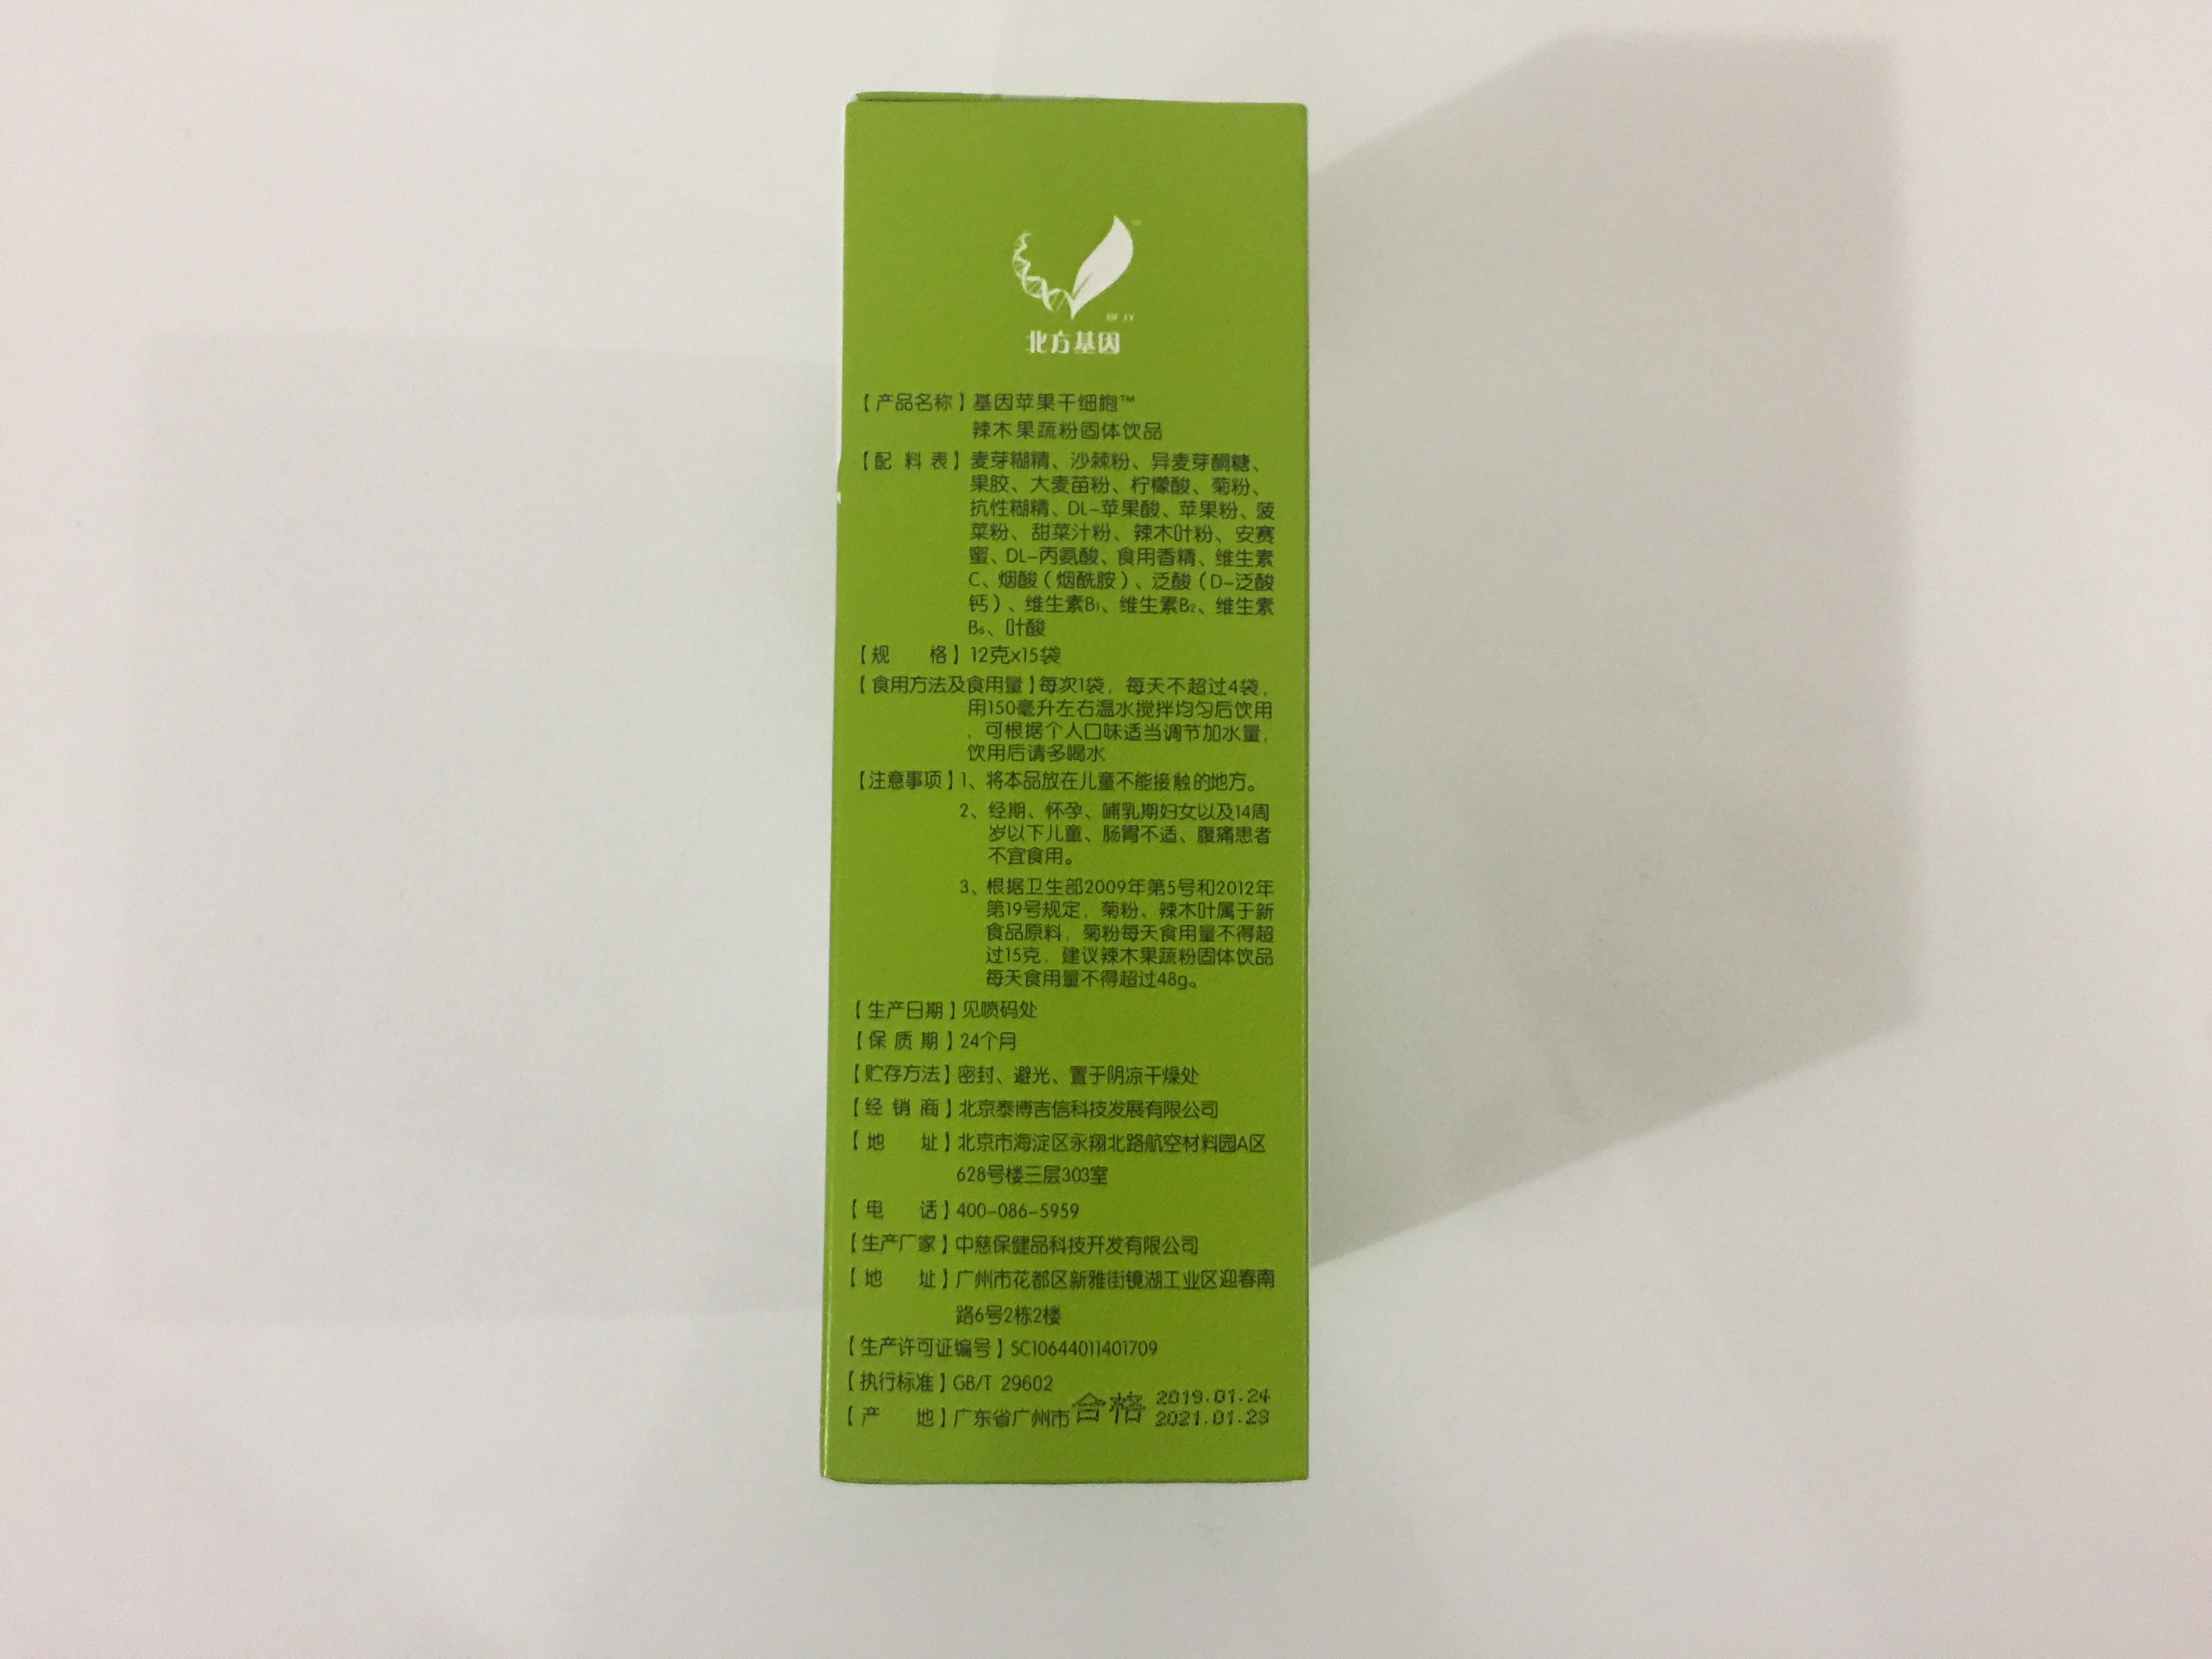 北方基因
【产品名称】基因苹果干细胞™
辣木果蔬粉固体饮品
【配 料 表】麦芽糊精、沙棘粉、异麦芽酮糖、
果胶、大麦苗粉、柠檬酸、菊粉、
抗性糊精、DL-苹果酸、苹果粉、菠
菜粉、甜菜汁粉、辣木叶粉、安赛
蜜、DL-丙氨酸、食用香精、维生素
C、烟酸（烟酰胺）、泛酸（D-泛酸
钙）、维生素B₁、维生素B₂、维生素
B₆、叶酸
【规 格】12克x15袋
【食用方法及食用量】每次1袋，每天不超过4袋，
用150毫升左右温水搅拌均匀后饮用
，可根据个人口味适当调节加水量，
饮用后请多喝水
【注意事项】1、将本品放在儿童不能接触的地方。
2、经期、怀孕、哺乳期妇女以及14周
岁以下儿童、肠胃不适、腹痛患者
不宜食用。
3、根据卫生部2009年第5号和2012年
第19号规定，菊粉、辣木叶属于新
食品原料，菊粉每天食用量不得超
过15克，建议辣木果蔬粉固体饮品
每天食用量不得超过48g。
【生产日期】见喷码处
【保 质 期】24个月
【贮存方法】密封、避光、置于阴凉干燥处
【经 销 商】北京泰博吉信科技发展有限公司
【地 址】北京市海淀区永翔北路航空材料园A区
628号楼三层303室
【电 话】400-086-5959
【生产厂家】中慈保健品科技开发有限公司
【地 址】广州市花都区新雅街镜湖工业区迎春南
路6号2栋2楼
【生产许可证编号】SC10644011401709
【执行标准】GB/T 29602
【产 地】广东省广州市
合格 2019.01.24
2021.01.23